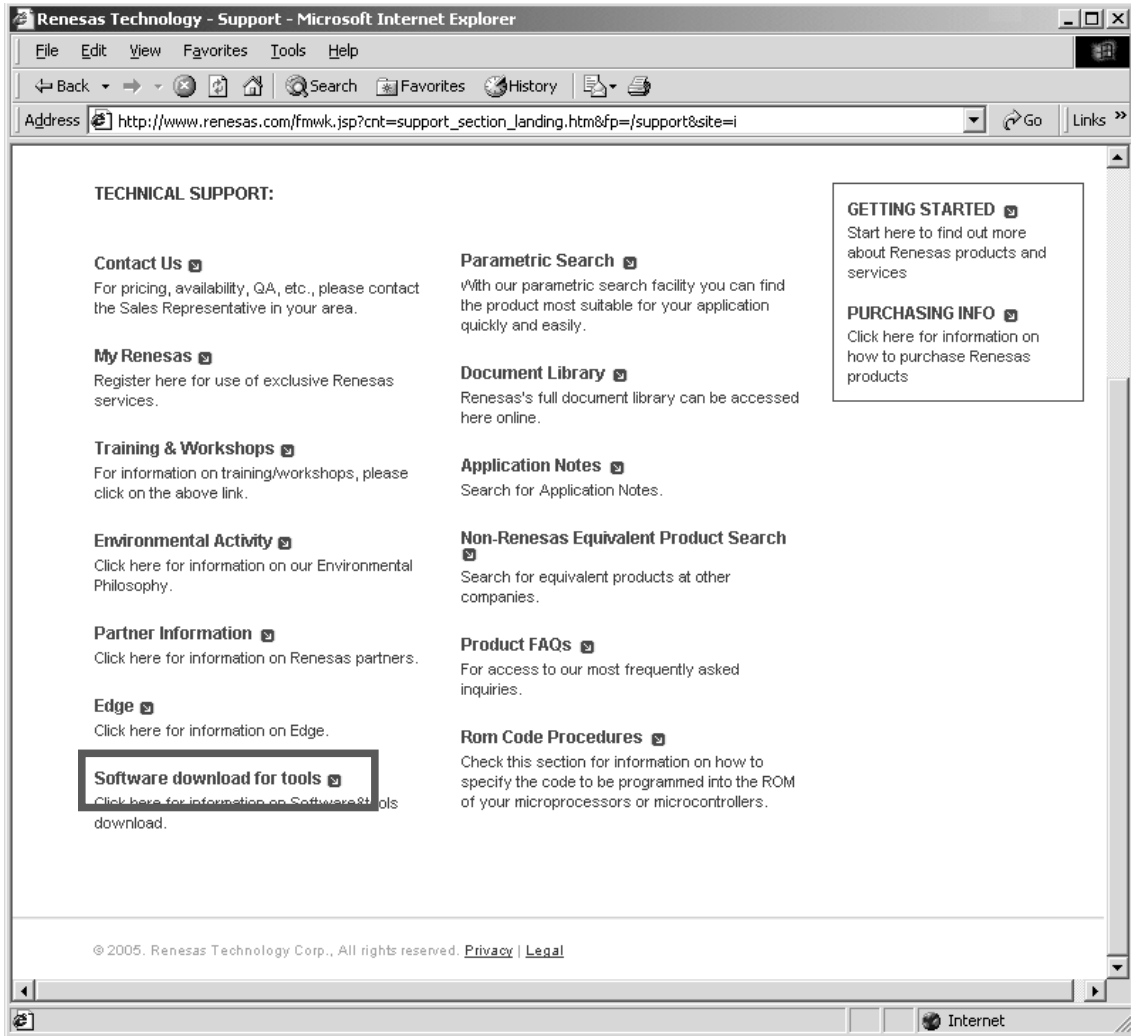 Renesas Technology - Support - Microsoft Internet Explorer
File Edit View Favorites Tools Help
Back Search Favorites History
Address http://www.renesas.com/fmwk.jsp?cnt=support_section_landing.htm&fp=/support&site=i Go Links »
TECHNICAL SUPPORT:
Contact Us
For pricing, availability, QA, etc., please contact
the Sales Representative in your area.
My Renesas
Register here for use of exclusive Renesas
services.
Training & Workshops
For information on training/workshops, please
click on the above link.
Environmental Activity
Click here for information on our Environmental
Philosophy.
Partner Information
Click here for information on Renesas partners.
Edge
Click here for information on Edge.
Software download for tools
Click here for information on Software&tools
download.
Parametric Search
With our parametric search facility you can find
the product most suitable for your application
quickly and easily.
Document Library
Renesas's full document library can be accessed
here online.
Application Notes
Search for Application Notes.
Non-Renesas Equivalent Product Search
Search for equivalent products at other
companies.
Product FAQs
For access to our most frequently asked
inquiries.
Rom Code Procedures
Check this section for information on how to
specify the code to be programmed into the ROM
of your microprocessors or microcontrollers.
GETTING STARTED
Start here to find out more
about Renesas products and
services
PURCHASING INFO
Click here for information on
how to purchase Renesas
products
© 2005. Renesas Technology Corp., All rights reserved. Privacy | Legal
Internet